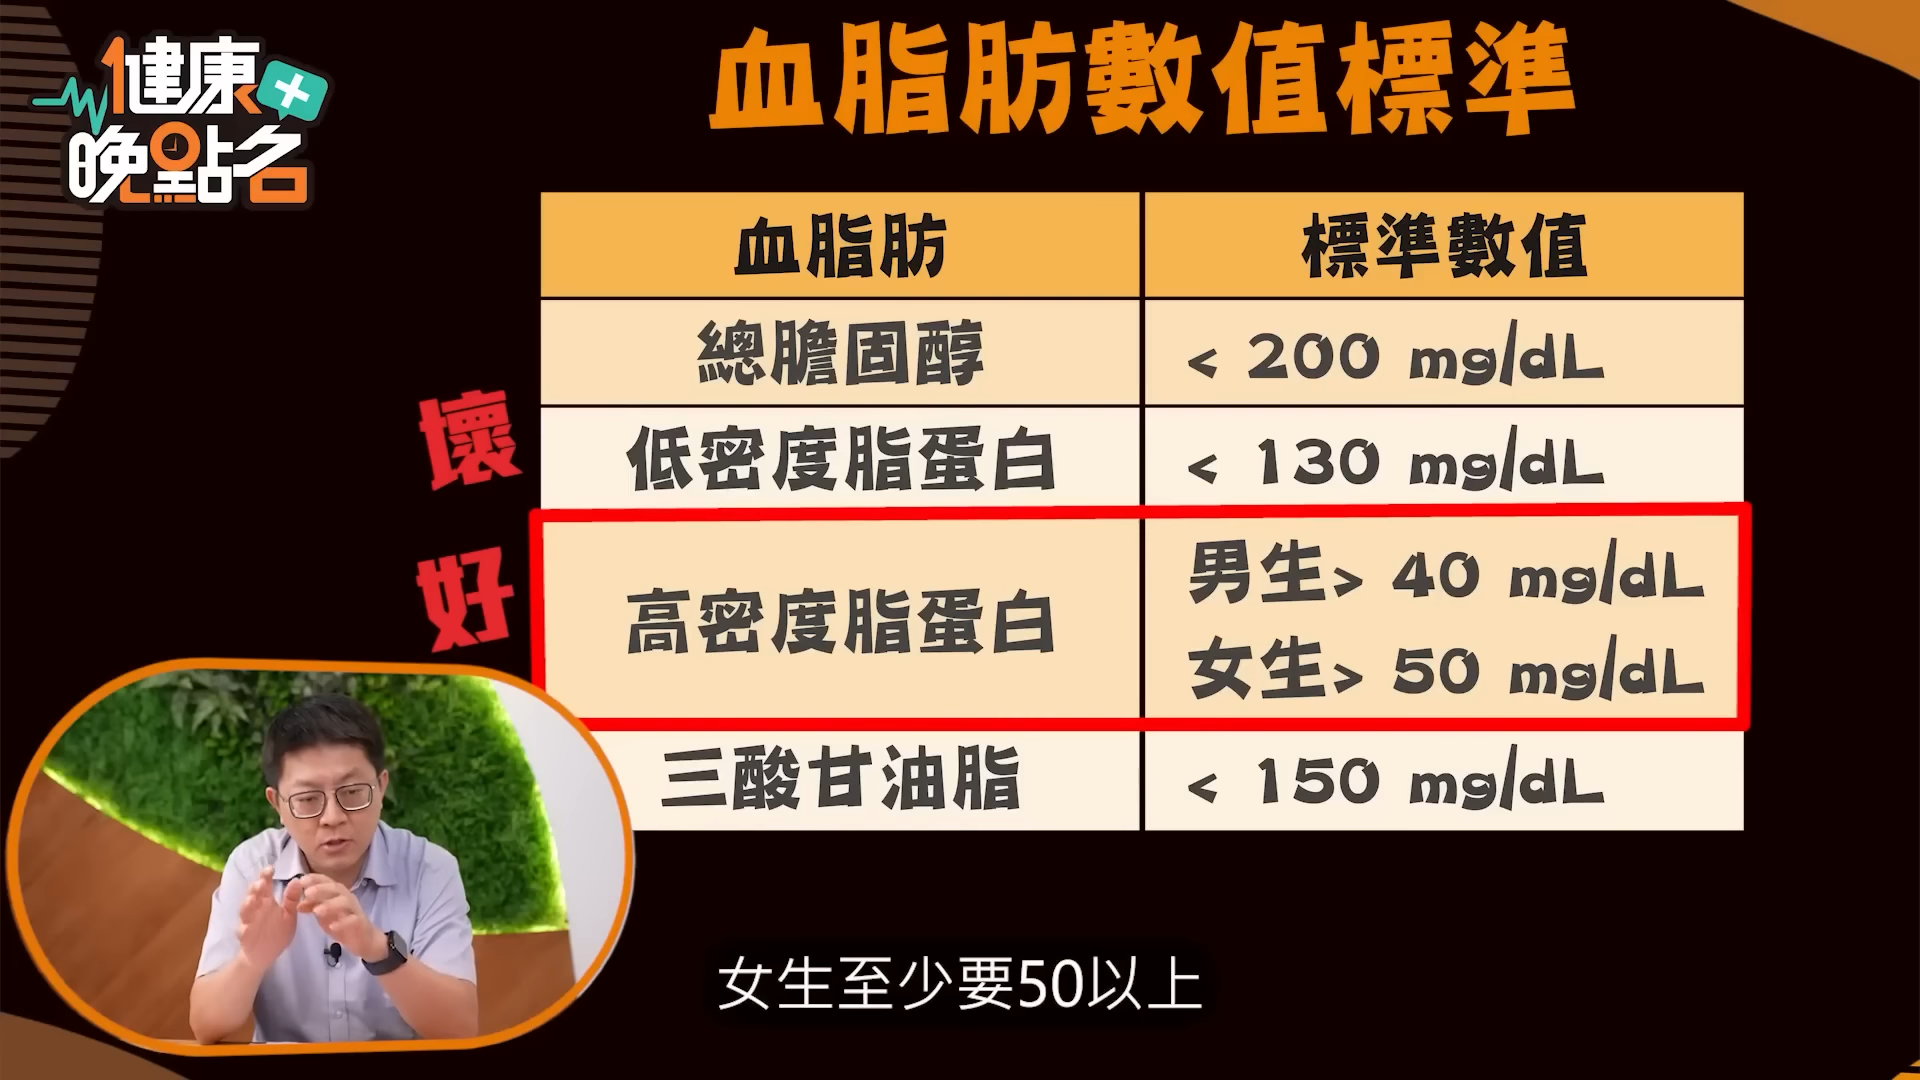 健康
晚點名
血脂肪數值標準
血脂肪 標準數值
總膽固醇 < 200 mg/dL
壞 低密度脂蛋白 < 130 mg/dL
好 高密度脂蛋白 男生> 40 mg/dL
女生> 50 mg/dL
三酸甘油脂 < 150 mg/dL
女生至少要50以上